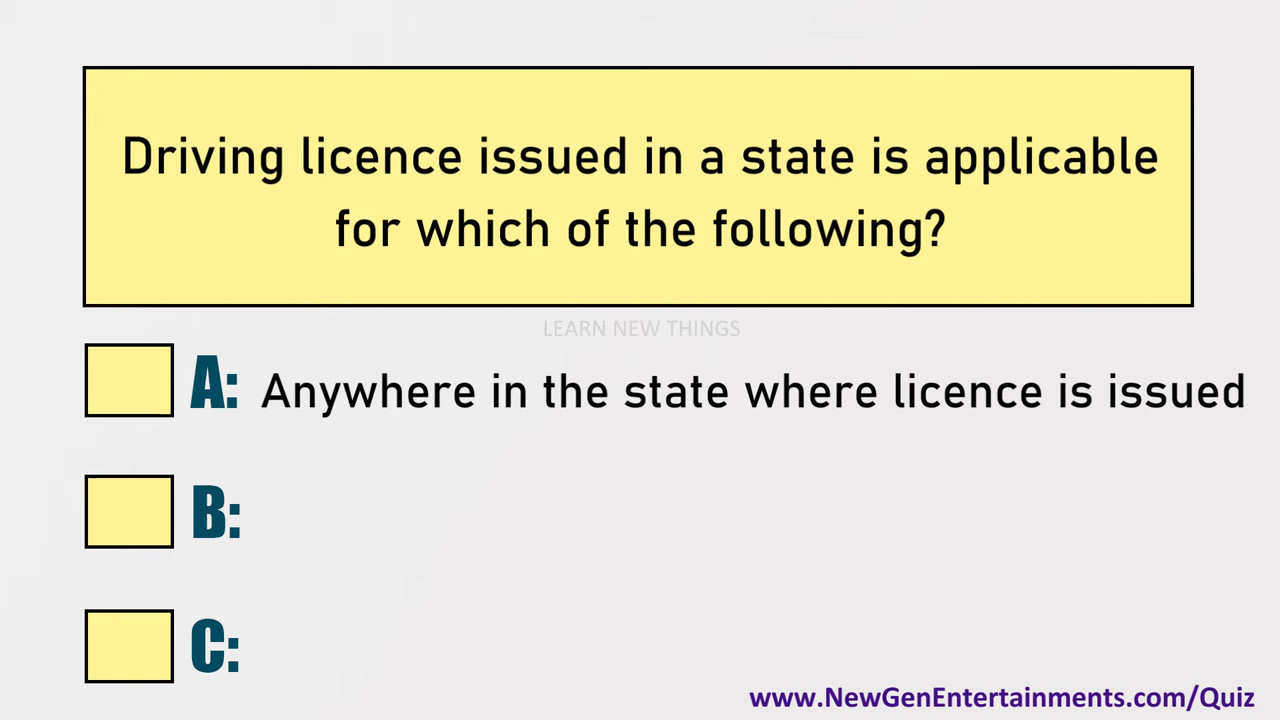 Driving licence issued in a state is applicable
for which of the following?
LEARN NEW THINGS
A: Anywhere in the state where licence is issued
B:
C:
www.NewGenEntertainments.com/Quiz